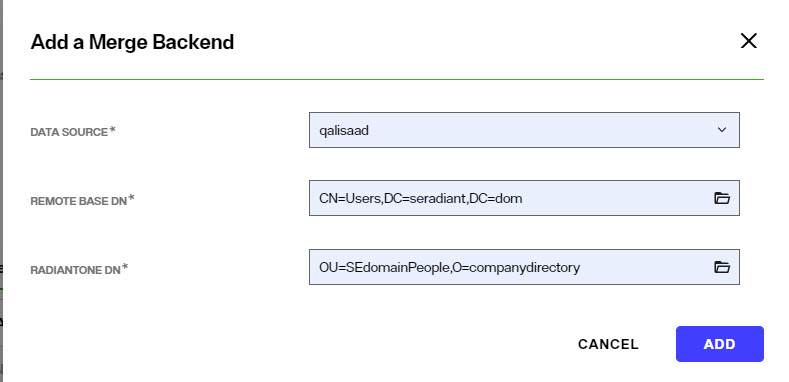 Add a Merge Backend
DATA SOURCE*
qalisaad
REMOTE BASE DN*
CN=Users,DC=seradiant,DC=dom
RADIANTONE DN*
OU=SEdomainPeople,O=companydirectory
CANCEL
ADD